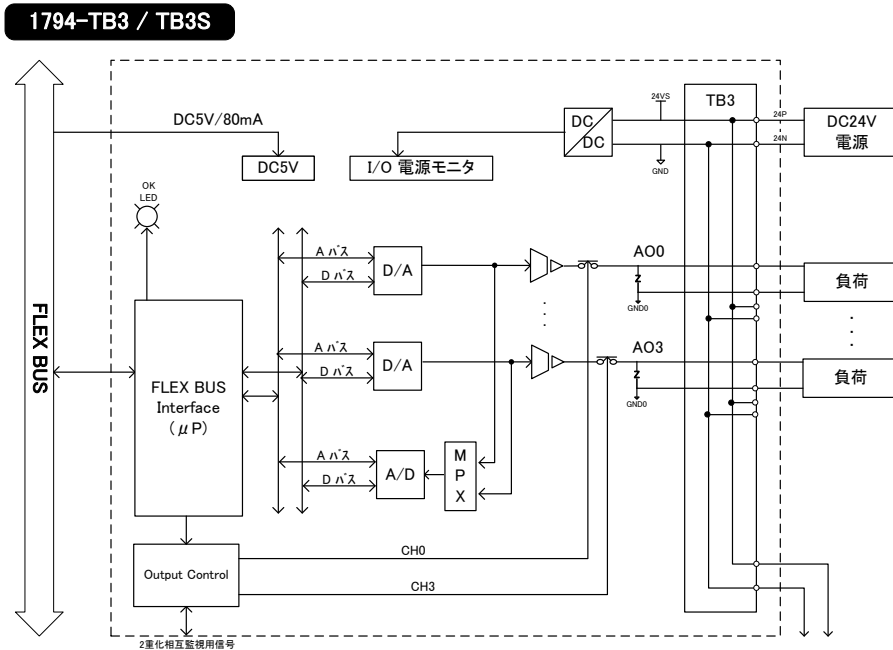 1794-TB3 / TB3S
FLEX BUS
DC5V/80mA
DC5V
I/O 電源モニタ
DC
DC
24VS
GND
TB3
24P
24N
DC24V
電源
OK
LED
A バス
D バス
D/A
AO0
GND0
負荷
A バス
D バス
D/A
AO3
GND0
負荷
FLEX BUS
Interface
(μP)
A バス
D バス
A/D
M
P
X
Output Control
CH0
CH3
2重化相互監視用信号